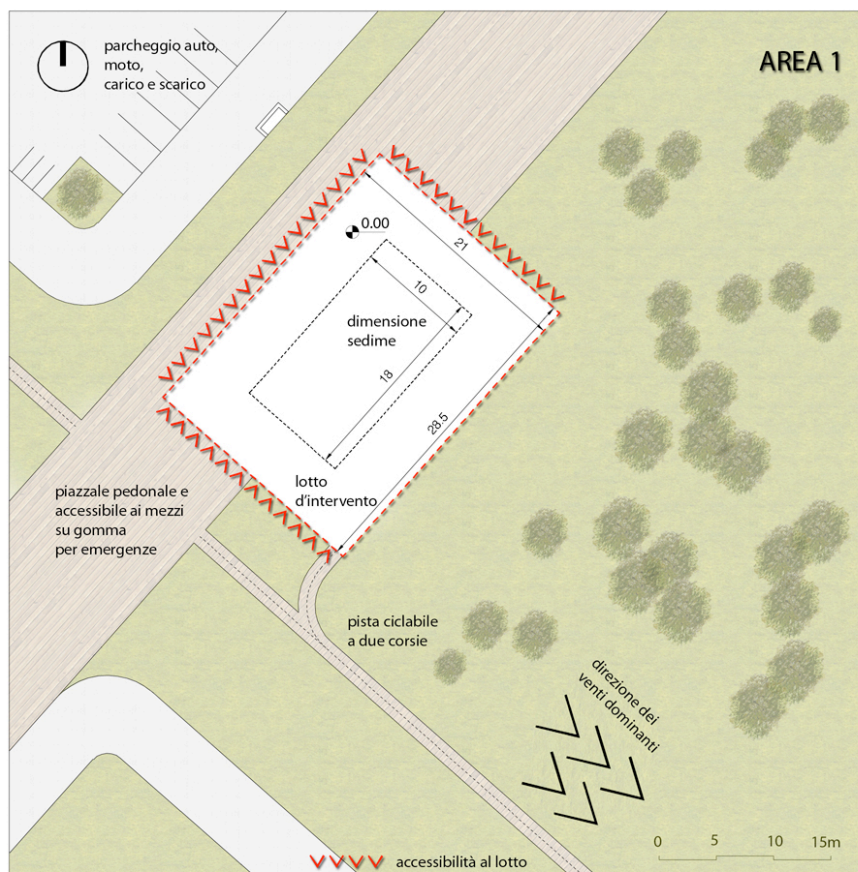 parcheggio auto,
moto,
carico e scarico
AREA 1
0.00
21
10
dimensione
sedime
18
28.5
lotto
d'intervento
piazzale pedonale e
accessibile ai mezzi
su gomma
per emergenze
pista ciclabile
a due corsie
direzione dei
venti dominanti
0 5 10 15m
accessibilità al lotto